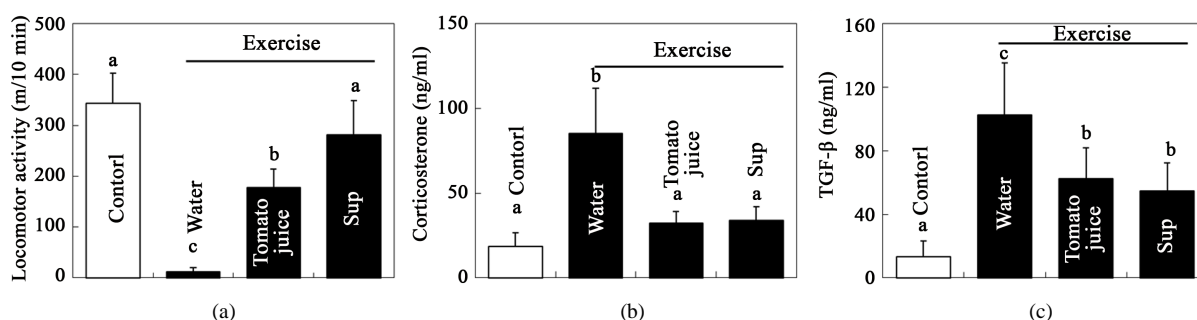 Locomotor activity (m/10 min)
500
400
300
200
100
0
Exercise
a
c
b
a
Contorl
Water
Tomato
juice
Sup
(a)
Corticosterone (ng/ml)
150
100
50
0
Exercise
a
b
a
a
Contorl
Water
Tomato
juice
Sup
(b)
TGF-β (ng/ml)
160
120
80
40
0
Exercise
a
c
b
b
Contorl
Water
Tomato
juice
Sup
(c)